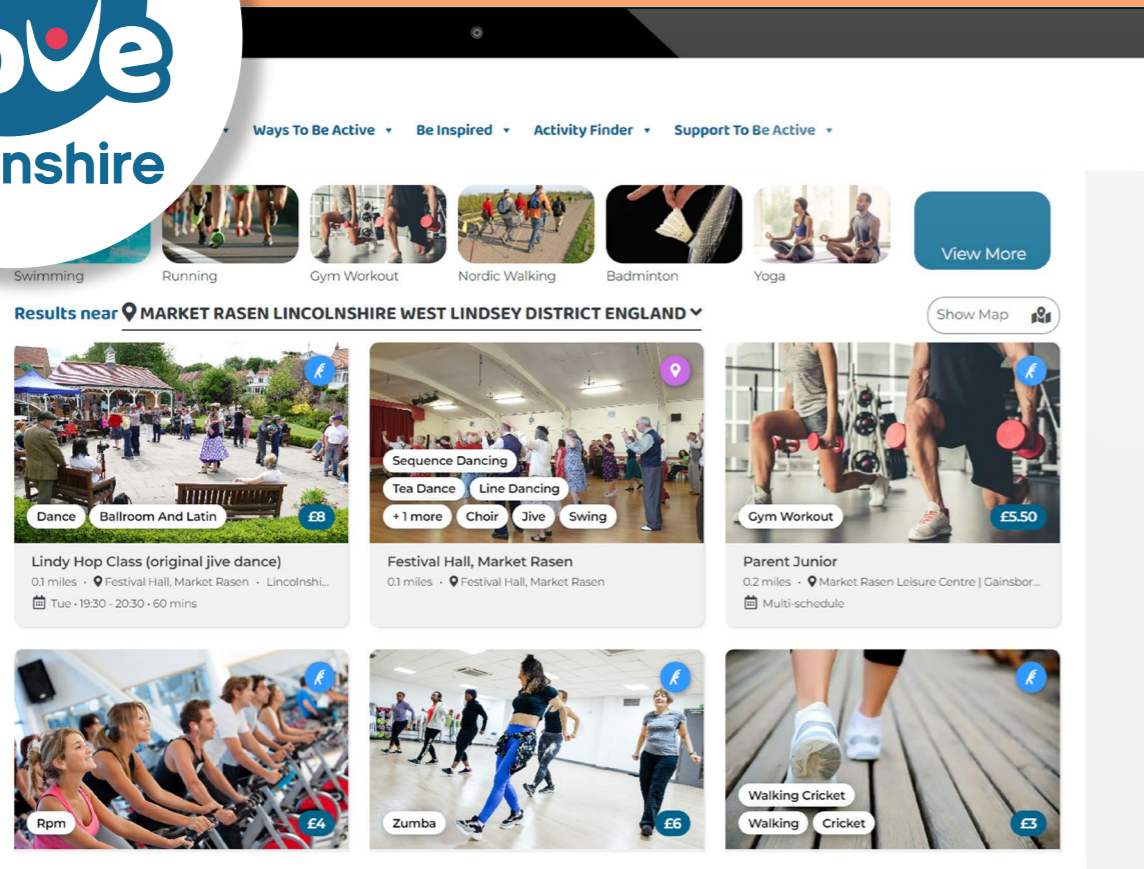 ove
nshire
Ways To Be Active
Be Inspired
Activity Finder
Support To Be Active
Swimming
Running
Gym Workout
Nordic Walking
Badminton
Yoga
View More
Results near MARKET RASEN LINCOLNSHIRE WEST LINDSEY DISTRICT ENGLAND
Show Map
Dance
Ballroom And Latin
£8
Lindy Hop Class (original jive dance)
0.1 miles · Festival Hall, Market Rasen · Lincolnshi...
Tue · 19:30 - 20:30 · 60 mins
Sequence Dancing
Tea Dance
Line Dancing
+ 1 more
Choir
Jive
Swing
Festival Hall, Market Rasen
0.1 miles · Festival Hall, Market Rasen
Gym Workout
£5.50
Parent Junior
0.2 miles · Market Rasen Leisure Centre | Gainsbor...
Multi-schedule
Rpm
£4
Zumba
£6
Walking Cricket
Walking
Cricket
£3